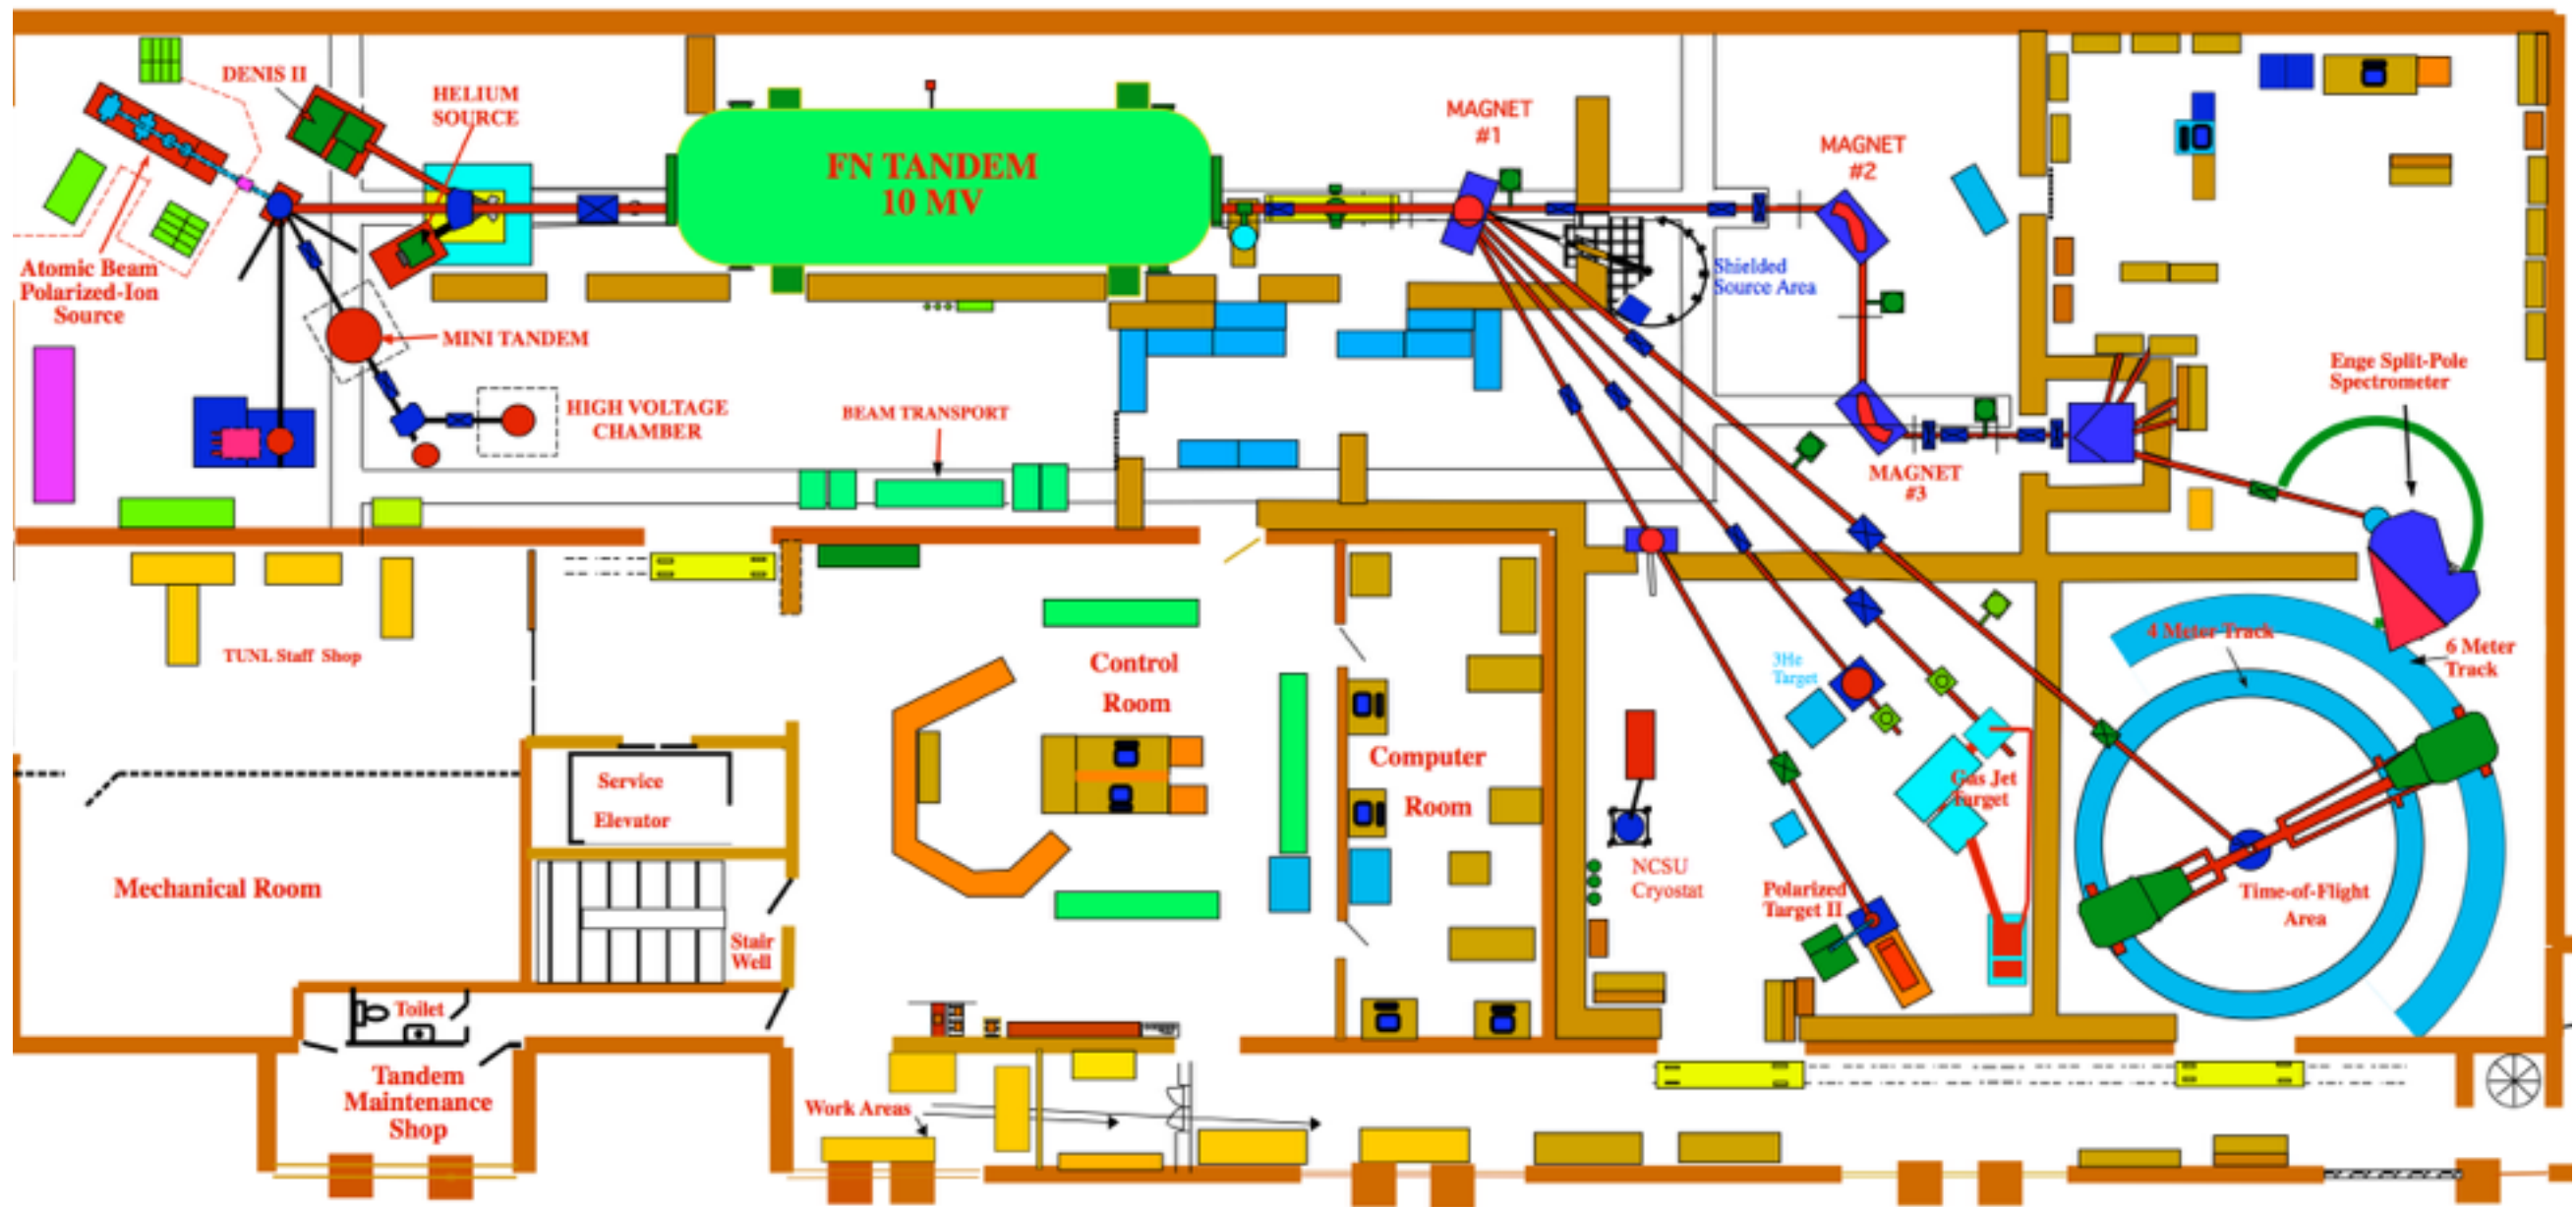 DENIS II
HELIUM
SOURCE
FN TANDEM
10 MV
MAGNET
#1
MAGNET
#2
Atomic Beam
Polarized-Ion
Source
Shielded
Source Area
MINI TANDEM
HIGH VOLTAGE
CHAMBER
BEAM TRANSPORT
MAGNET
#3
Enge Split-Pole
Spectrometer
TUNL Staff Shop
Control
Room
3He
Target
4 Meter Track
6 Meter
Track
Service
Elevator
Computer
Room
Gas Jet
Target
Mechanical Room
NCSU
Cryostat
Polarized
Target II
Time-of-Flight
Area
Stair
Well
Toilet
Tandem
Maintenance
Shop
Work Areas